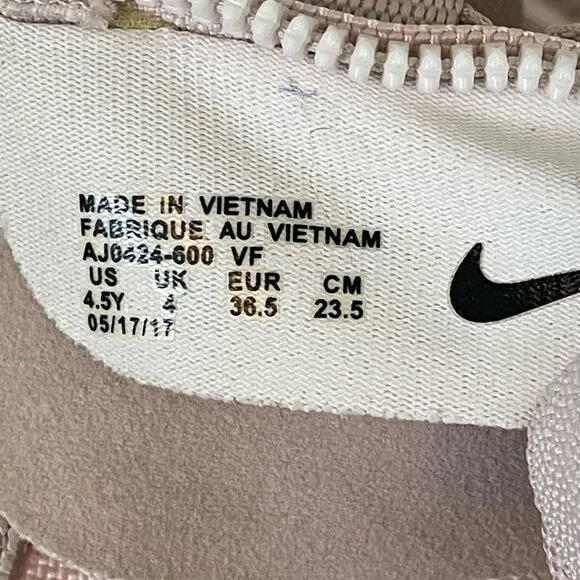 MADE IN VIETNAM
FABRIQUE AU VIETNAM
AJ0424-600 VF
US UK EUR CM
4.5Y 4 36.5 23.5
05/17/17